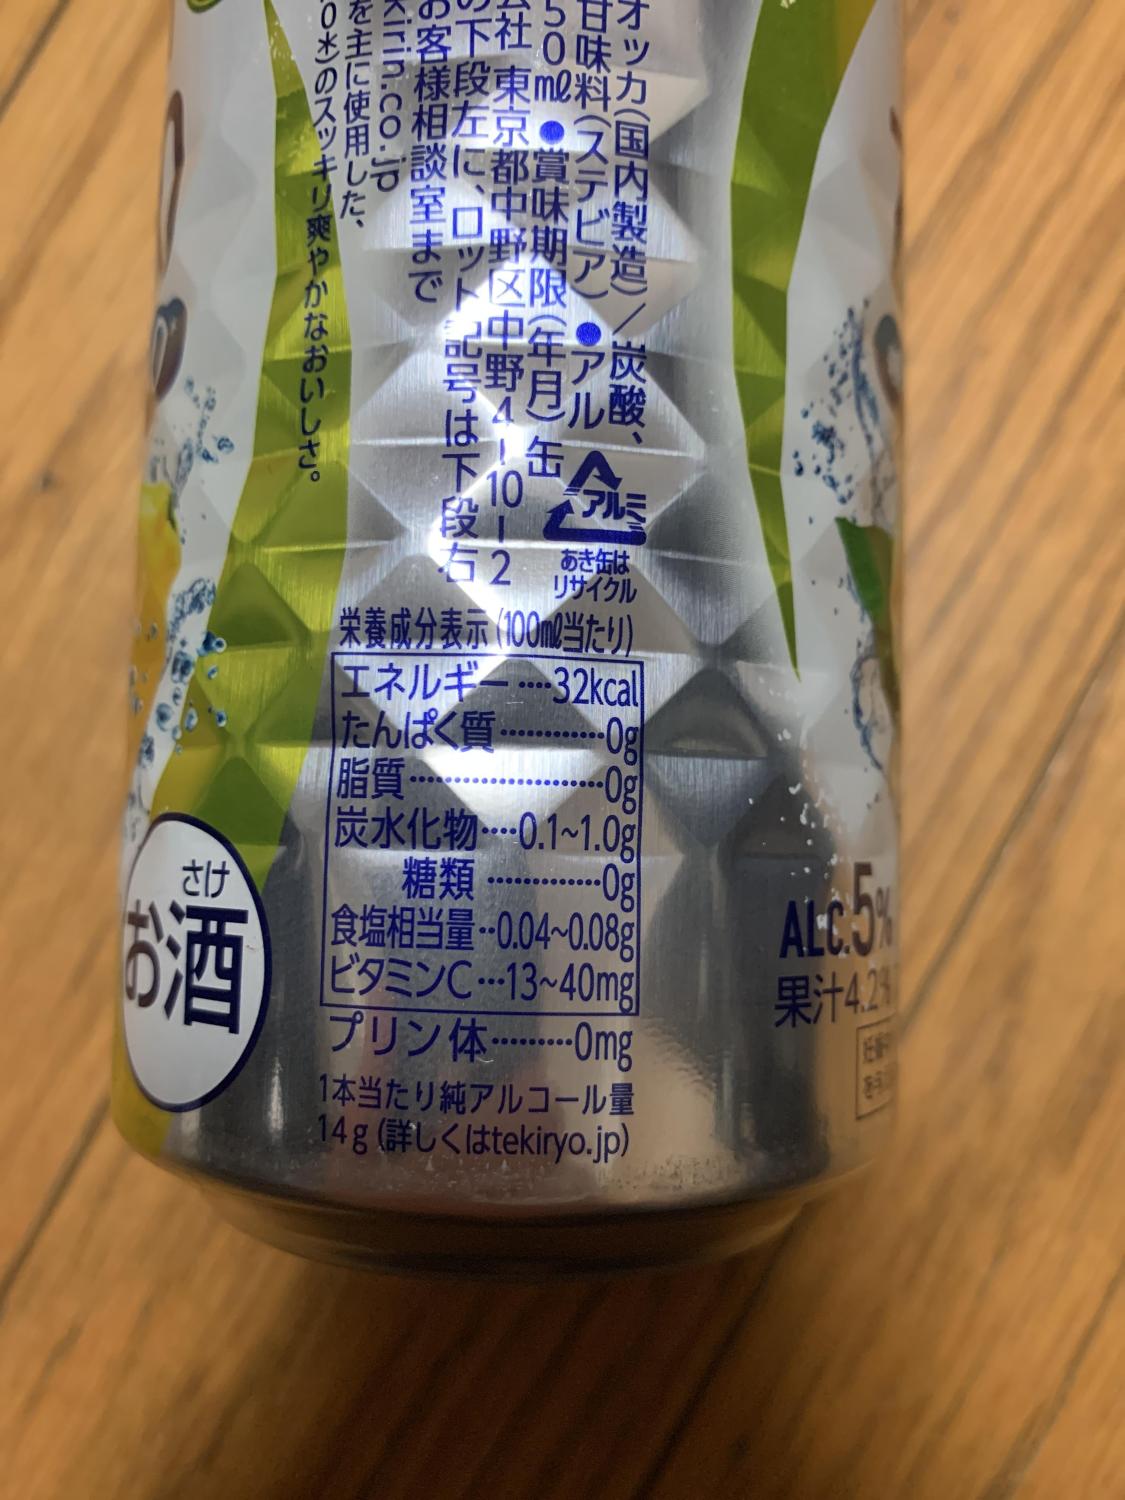 オッカ(国内製造)／炭酸、
甘味料(ステビア)●アル
50㎖●賞味期限(年月)缶
会社 東京都中野区中野4-10-2
の下段左に、ロット記号は下段右
お客様相談室まで
kirin.co.jp
を主に使用した、
0※)のスッキリ爽やかなおいしさ。
アルミ
あき缶は
リサイクル
栄養成分表示(100㎖当たり)
エネルギー····32kcal
たんぱく質············0g
脂質······················0g
炭水化物····0.1~1.0g
糖類·············0g
食塩相当量··0.04~0.08g
ビタミンC···13~40mg
プリン体·········0mg
1本当たり純アルコール量
14g(詳しくはtekiryo.jp)
さけ
お酒
ALC.5%
果汁4.2%